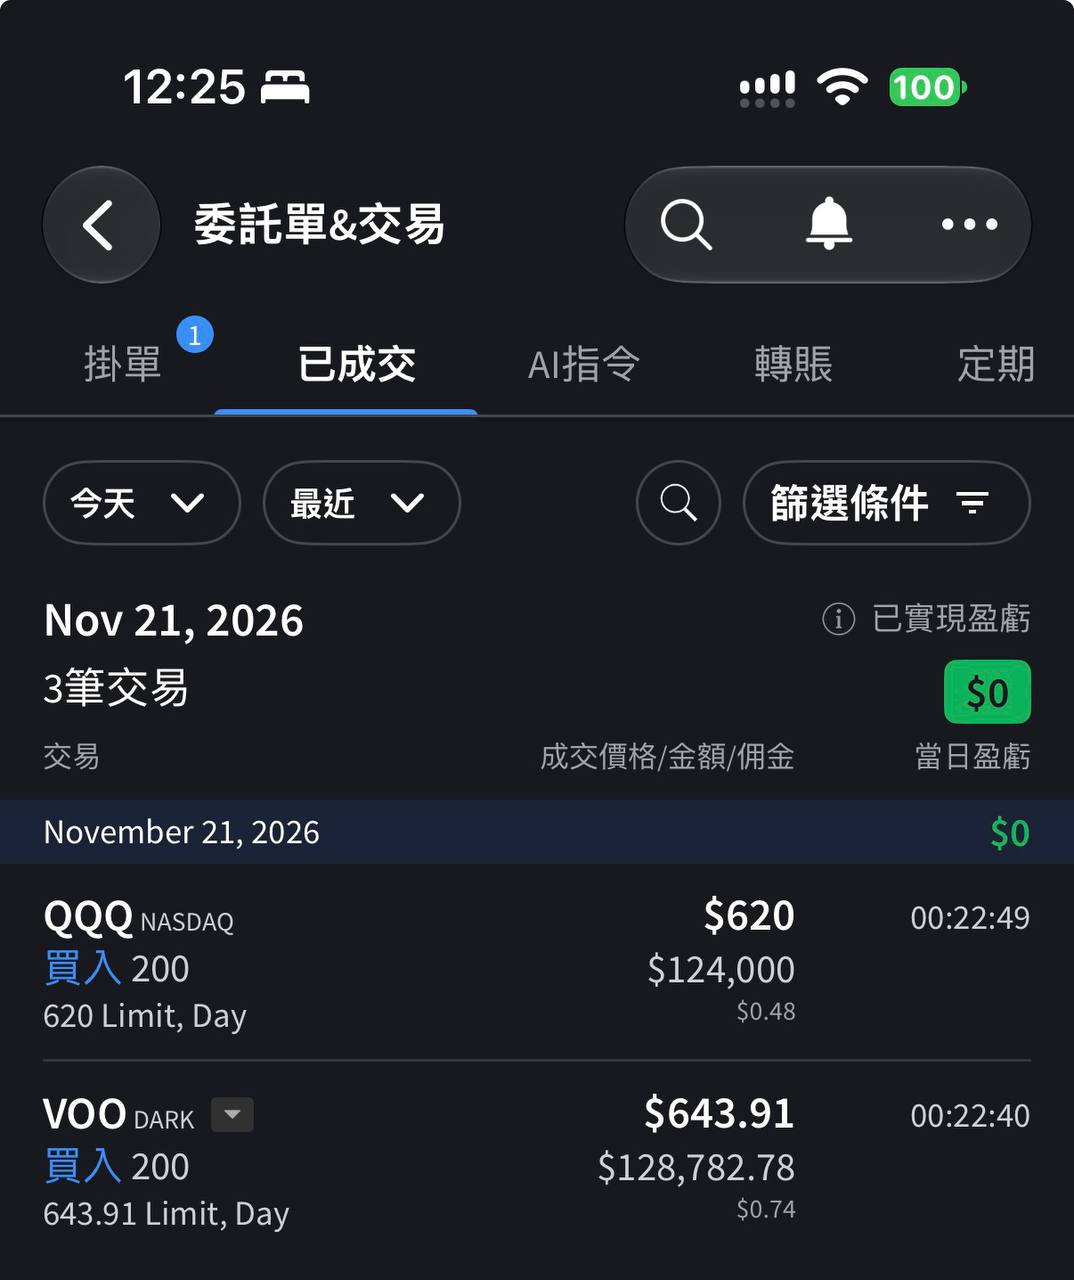 12:25
100
委託單&交易
掛單 1 已成交 AI指令 轉賬 定期
今天 最近 篩選條件
Nov 21, 2026 已實現盈虧
3筆交易 $0
交易 成交價格/金額/佣金 當日盈虧
November 21, 2026 $0
QQQ NASDAQ $620 00:22:49
買入 200 $124,000
620 Limit, Day $0.48
VOO DARK $643.91 00:22:40
買入 200 $128,782.78
643.91 Limit, Day $0.74